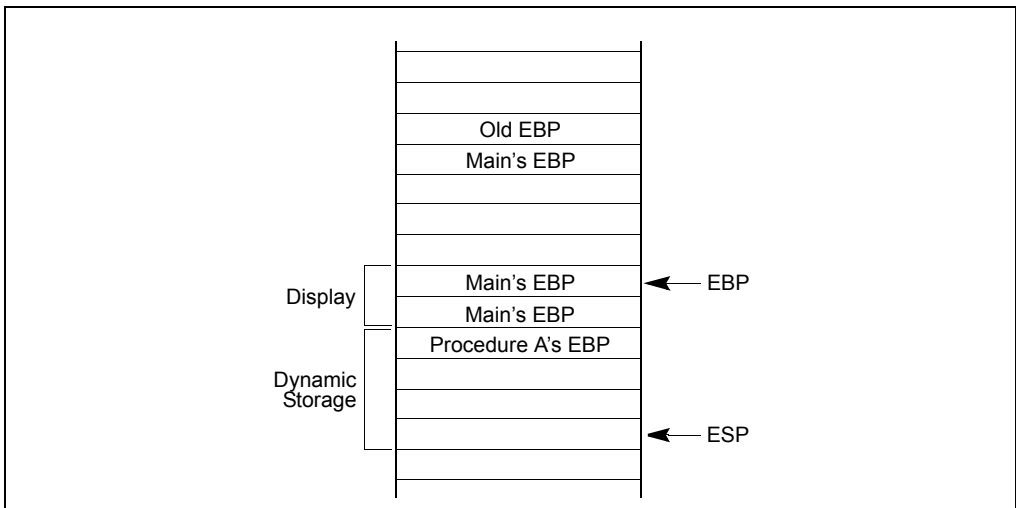 Old EBP
Main's EBP
Main's EBP
EBP
Display
Main's EBP
Procedure A's EBP
Dynamic
Storage
ESP